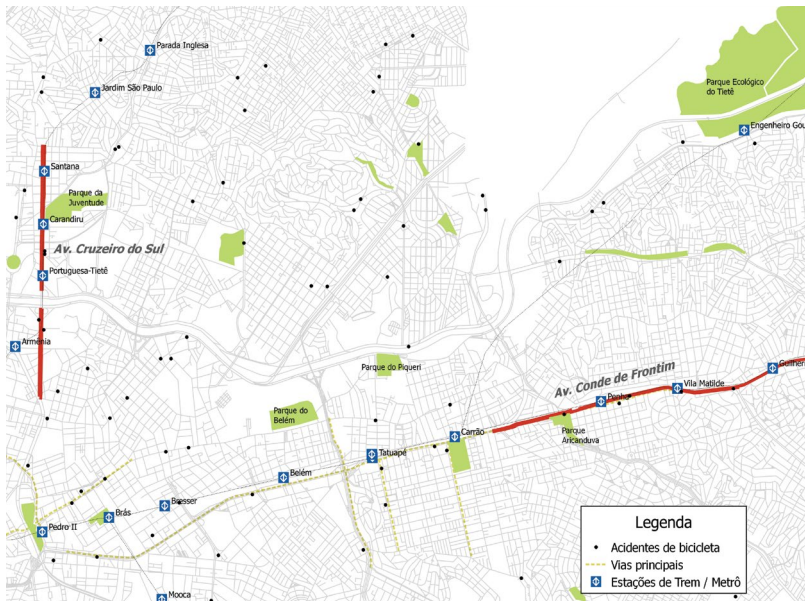 Parada Inglesa
Jardim São Paulo
Parque Ecológico
do Tietê
Engenheiro Gou
Santana
Parque da
Juventude
Carandiru
Av. Cruzeiro do Sul
Portuguesa-Tietê
Armênia
Parque do Piqueri
Av. Conde de Frontim
Guilherm
Vila Matilde
Penha
Parque do
Belém
Carrão
Parque
Aricanduva
Tatuapé
Belém
Bresser
Brás
Pedro II
Mooca
Legenda
Acidentes de bicicleta
Vias principais
Estações de Trem / Metrô